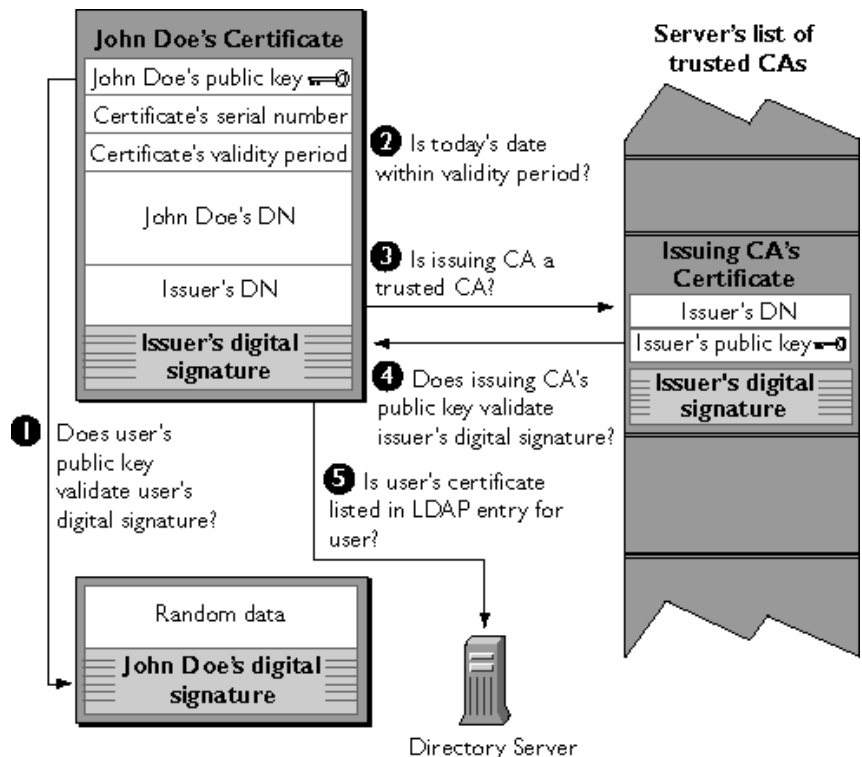 John Doe's Certificate
John Doe's public key
Certificate's serial number
Certificate's validity period
John Doe's DN
Issuer's DN
Issuer's digital
signature
Server's list of
trusted CAs
2 Is today's date
within validity period?
3 Is issuing CA a
trusted CA?
Issuing CA's
Certificate
Issuer's DN
Issuer's public key
Issuer's digital
signature
4 Does issuing CA's
public key validate
issuer's digital signature?
1 Does user's
public key
validate user's
digital signature?
5 Is user's certificate
listed in LDAP entry for
user?
Random data
John Doe's digital
signature
Directory Server